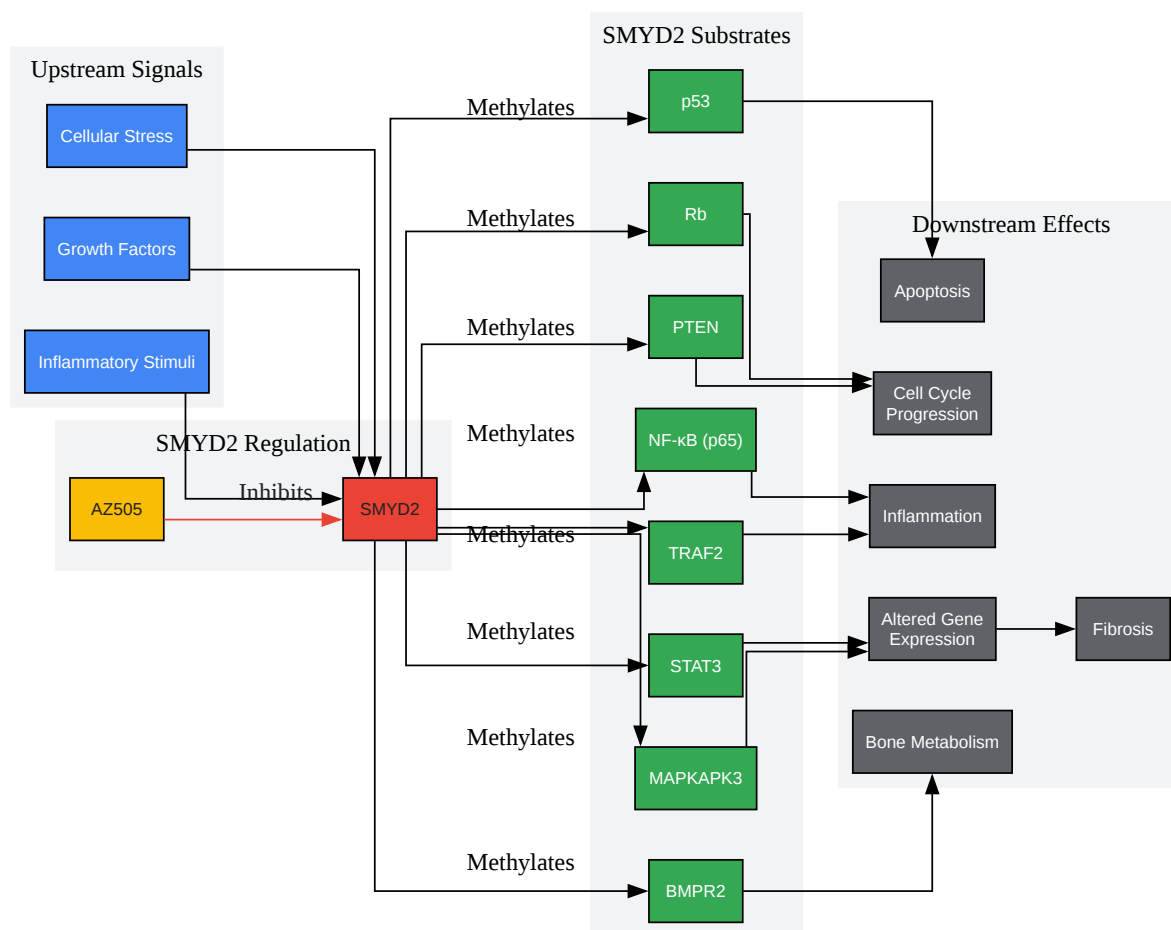 Upstream Signals
Cellular Stress
Growth Factors
Inflammatory Stimuli
SMYD2 Regulation
AZ505
Inhibits
SMYD2
Methylates
Methylates
Methylates
Methylates
Methylates
Methylates
Methylates
Methylates
SMYD2 Substrates
p53
Rb
PTEN
NF-κB (p65)
TRAF2
STAT3
MAPKAPK3
BMPR2
Downstream Effects
Apoptosis
Cell Cycle
Progression
Inflammation
Altered Gene
Expression
Fibrosis
Bone Metabolism